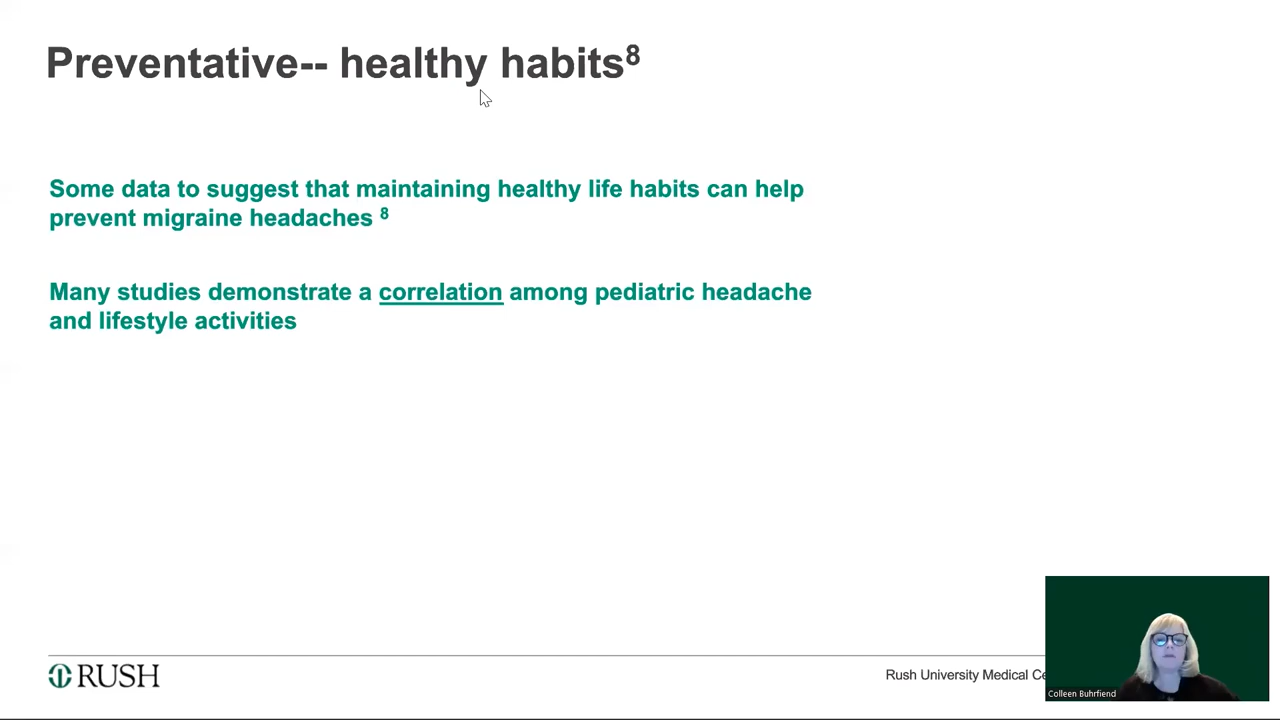 Preventative-- healthy habits8
Some data to suggest that maintaining healthy life habits can help
prevent migraine headaches 8
Many studies demonstrate a correlation among pediatric headache
and lifestyle activities
RUSH
Rush University Medical Ce
Colleen Buhrfiend